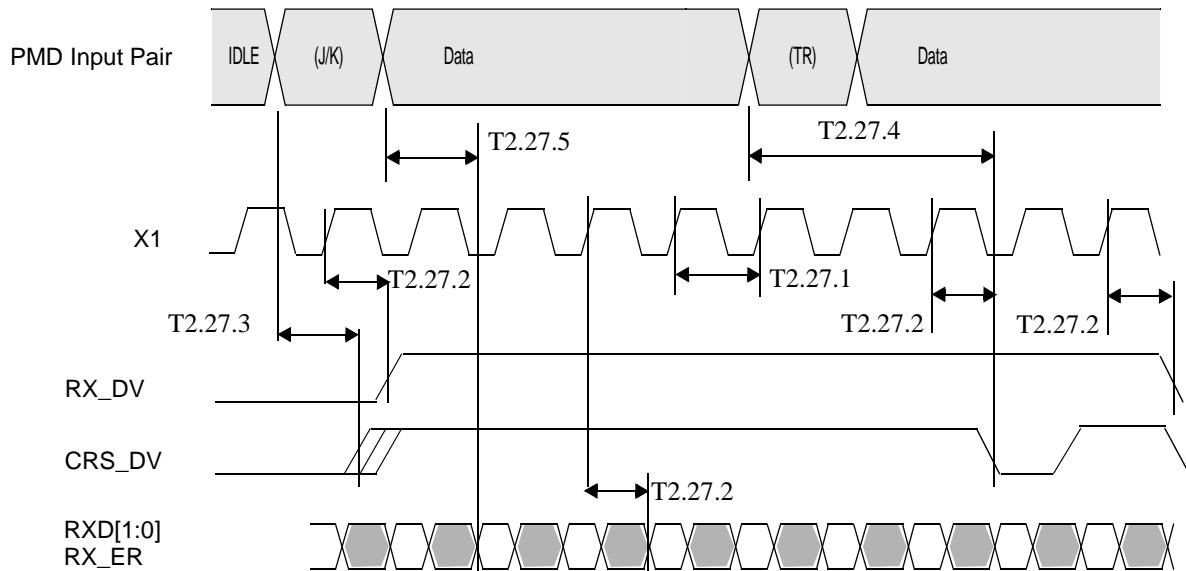 PMD Input Pair IDLE (J/K) Data (TR) Data
T2.27.5 T2.27.4
X1
T2.27.2 T2.27.1
T2.27.3 T2.27.2 T2.27.2
RX_DV
CRS_DV
T2.27.2
RXD[1:0]
RX_ER